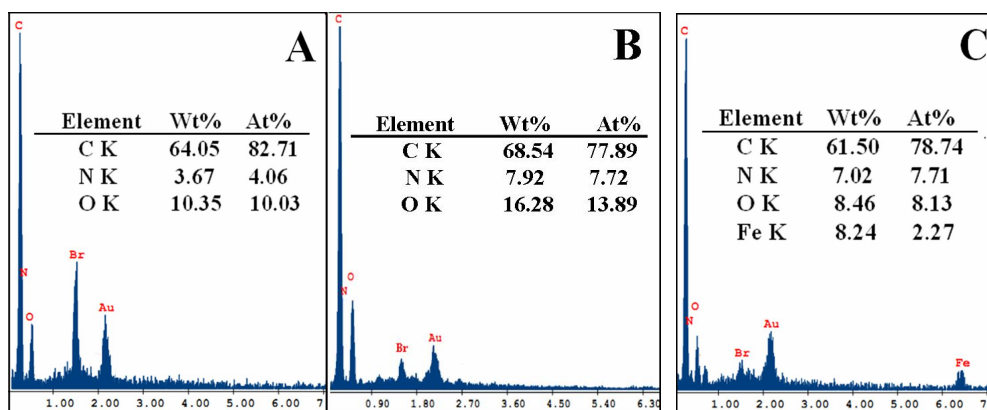 C
A
Element Wt% At%
C K 64.05 82.71
N K 3.67 4.06
O K 10.35 10.03
Br
N
Au
O
1.00 2.00 3.00 4.00 5.00 6.00 7
C
B
Element Wt% At%
C K 68.54 77.89
N K 7.92 7.72
O K 16.28 13.89
O
N
Br
Au
0.90 1.80 2.70 3.60 4.50 5.40 6.30
C
C
Element Wt% At%
C K 61.50 78.74
N K 7.02 7.71
O K 8.46 8.13
Fe K 8.24 2.27
O
N
Au
Br
Fe
1.00 2.00 3.00 4.00 5.00 6.00 7